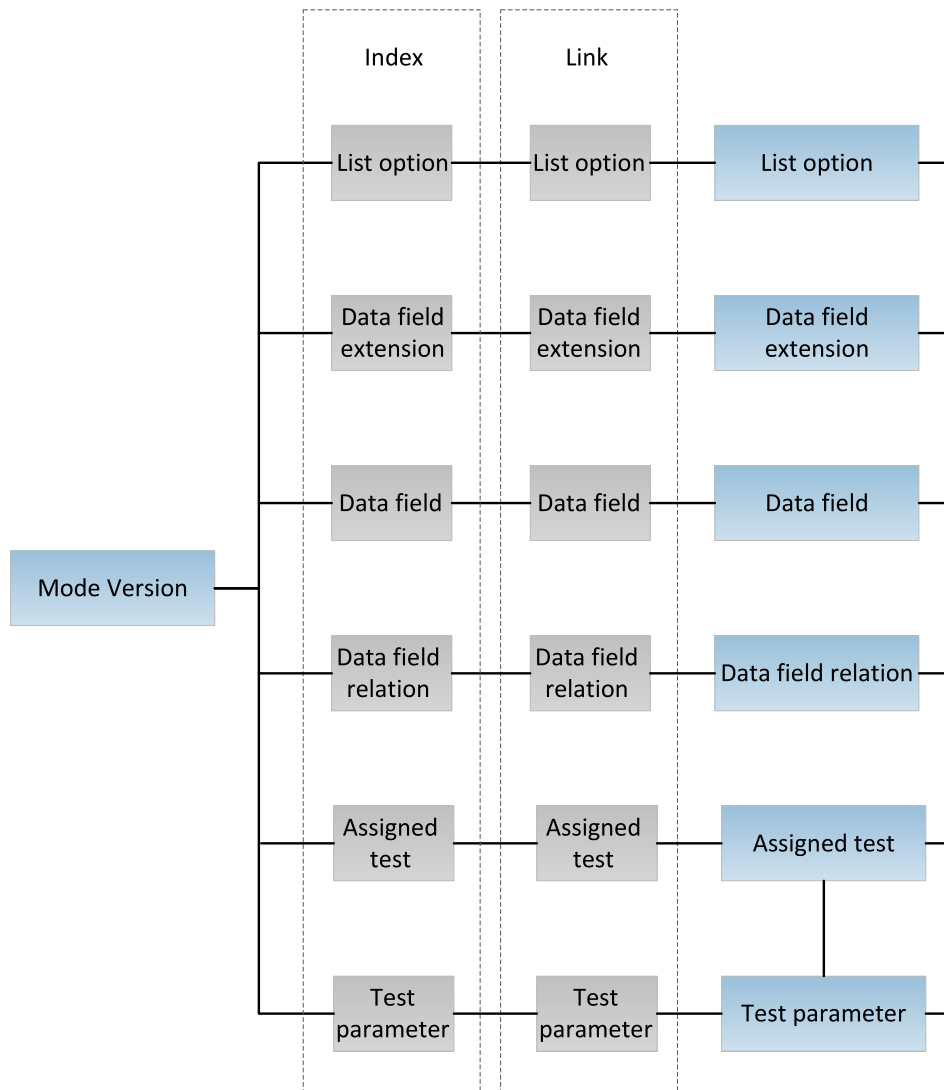 Index
Link
List option
List option
List option
Data field
extension
Data field
extension
Data field
extension
Data field
Data field
Data field
Mode Version
Data field
relation
Data field
relation
Data field relation
Assigned
test
Assigned
test
Assigned test
Test
parameter
Test
parameter
Test parameter